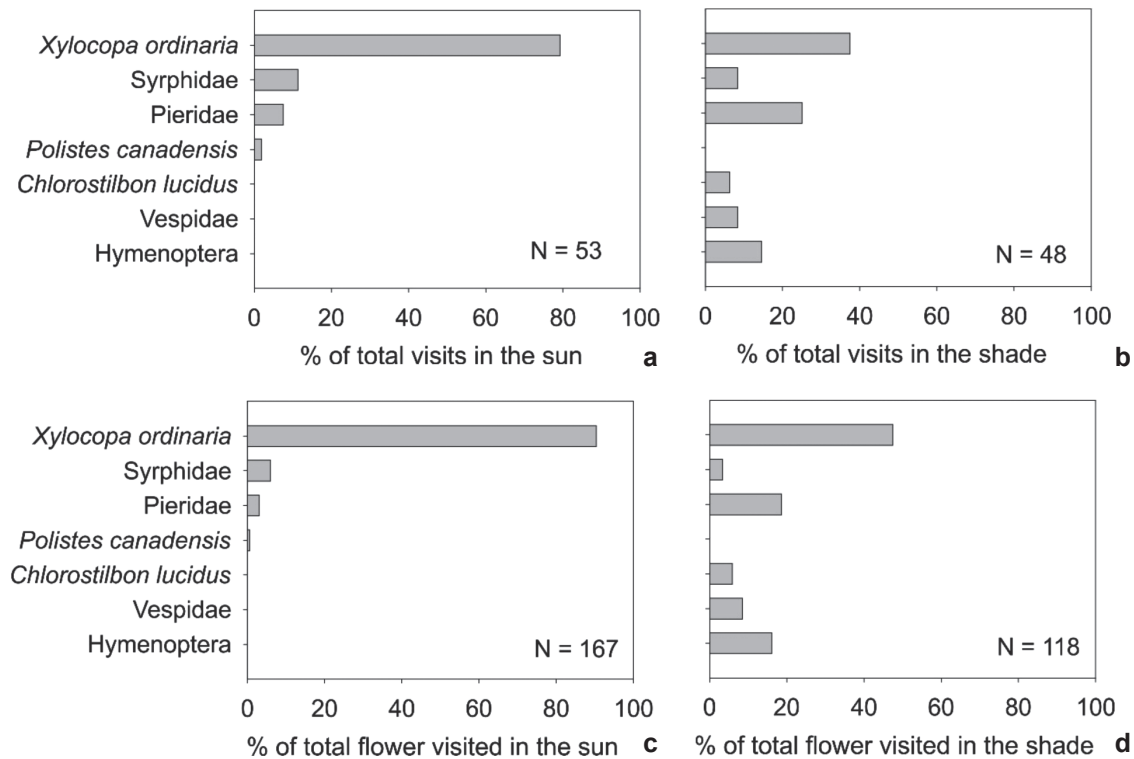 Xylocopa ordinaria
Syrphidae
Pieridae
Polistes canadensis
Chlorostilbon lucidus
Vespidae
Hymenoptera
N = 53
0 20 40 60 80 100
% of total visits in the sun
a
N = 48
0 20 40 60 80 100
% of total visits in the shade
b
Xylocopa ordinaria
Syrphidae
Pieridae
Polistes canadensis
Chlorostilbon lucidus
Vespidae
Hymenoptera
N = 167
0 20 40 60 80 100
% of total flower visited in the sun
c
N = 118
0 20 40 60 80 100
% of total flower visited in the shade
d